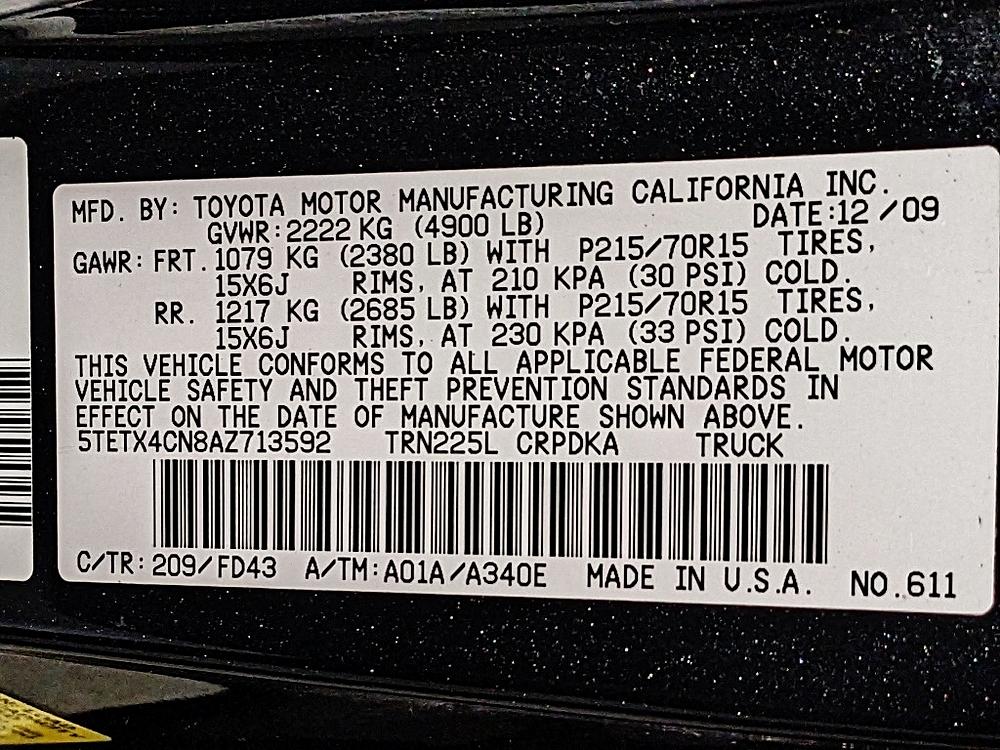 MFD. BY: TOYOTA MOTOR MANUFACTURING CALIFORNIA INC.
GVWR: 2222 KG (4900 LB) DATE: 12/09
GAWR: FRT. 1079 KG (2380 LB) WITH P215/70R15 TIRES,
15X6J RIMS, AT 210 KPA (30 PSI) COLD.
RR. 1217 KG (2685 LB) WITH P215/70R15 TIRES,
15X6J RIMS, AT 230 KPA (33 PSI) COLD.
THIS VEHICLE CONFORMS TO ALL APPLICABLE FEDERAL MOTOR
VEHICLE SAFETY AND THEFT PREVENTION STANDARDS IN
EFFECT ON THE DATE OF MANUFACTURE SHOWN ABOVE.
5TETX4CN8AZ713592 TRN225L CRPDKA TRUCK
C/TR: 209/FD43 A/TM: A01A/A340E MADE IN U.S.A. NO.611